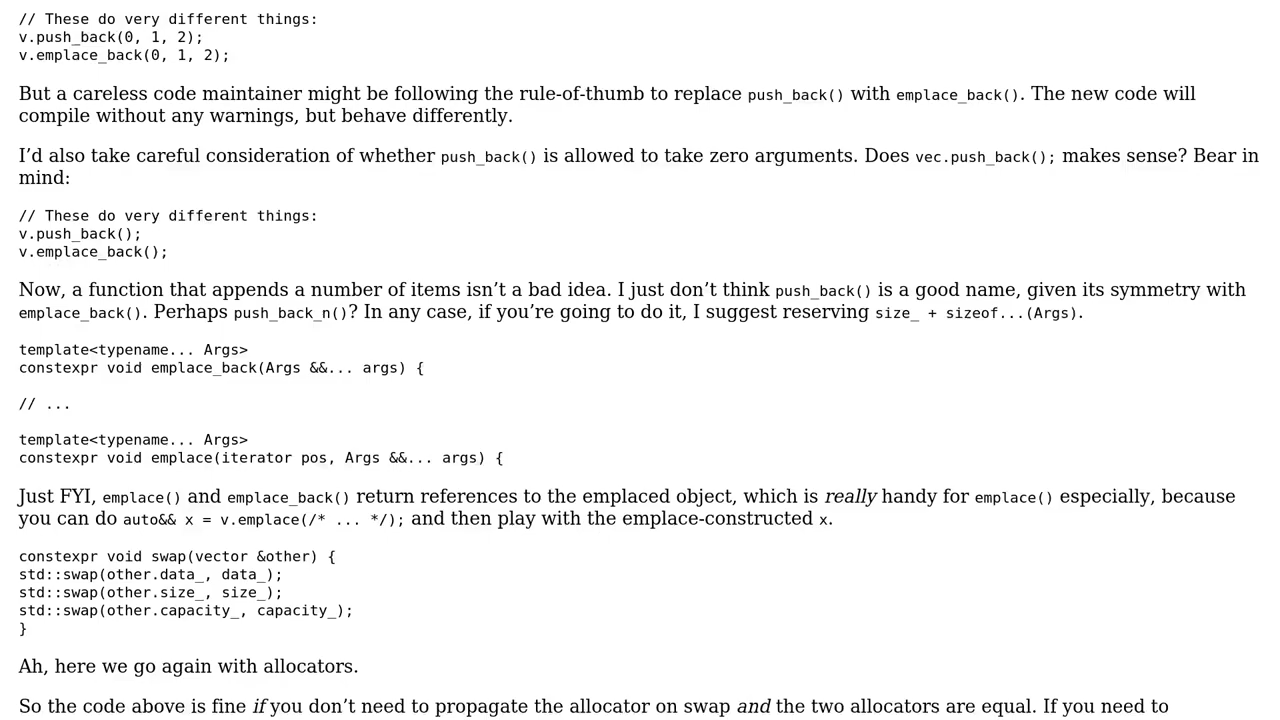 // These do very different things:
v.push_back(0, 1, 2);
v.emplace_back(0, 1, 2);
But a careless code maintainer might be following the rule-of-thumb to replace push_back() with emplace_back(). The new code will
compile without any warnings, but behave differently.
I’d also take careful consideration of whether push_back() is allowed to take zero arguments. Does vec.push_back(); makes sense? Bear in
mind:
// These do very different things:
v.push_back();
v.emplace_back();
Now, a function that appends a number of items isn’t a bad idea. I just don’t think push_back() is a good name, given its symmetry with
emplace_back(). Perhaps push_back_n()? In any case, if you’re going to do it, I suggest reserving size_ + sizeof...(Args).
template<typename... Args>
constexpr void emplace_back(Args &&... args) {
// ...
template<typename... Args>
constexpr void emplace(iterator pos, Args &&... args) {
Just FYI, emplace() and emplace_back() return references to the emplaced object, which is really handy for emplace() especially, because
you can do auto&& x = v.emplace(/* ... */); and then play with the emplace-constructed x.
constexpr void swap(vector &other) {
std::swap(other.data_, data_);
std::swap(other.size_, size_);
std::swap(other.capacity_, capacity_);
}
Ah, here we go again with allocators.
So the code above is fine if you don’t need to propagate the allocator on swap and the two allocators are equal. If you need to